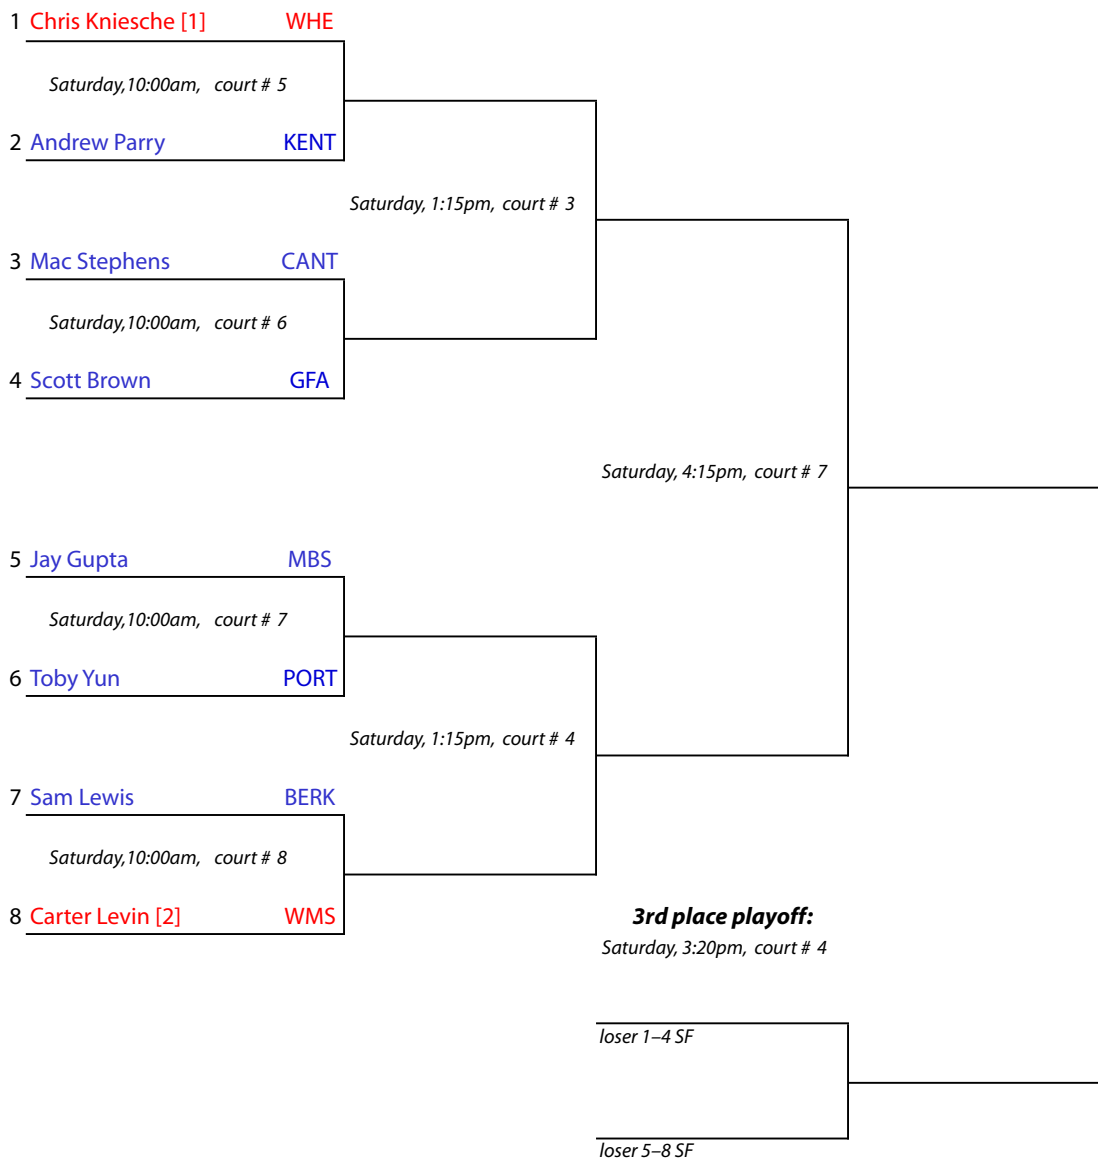 1 Chris Kniesche [1] WHE
Saturday,10:00am, court # 5
2 Andrew Parry KENT
Saturday, 1:15pm, court # 3
3 Mac Stephens CANT
Saturday,10:00am, court # 6
4 Scott Brown GFA
Saturday, 4:15pm, court # 7
5 Jay Gupta MBS
Saturday,10:00am, court # 7
6 Toby Yun PORT
Saturday, 1:15pm, court # 4
7 Sam Lewis BERK
Saturday,10:00am, court # 8
8 Carter Levin [2] WMS
3rd place playoff:
Saturday, 3:20pm, court # 4
loser 1–4 SF
loser 5–8 SF